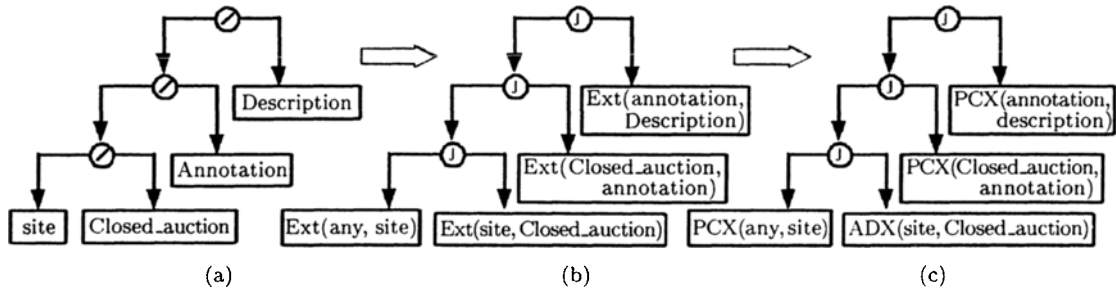 J
J
Description
J
J
Ext(annotation,
Description)
PCX(annotation,
description)
Annotation
J
Ext(Closed_auction,
annotation)
J
PCX(Closed_auction,
annotation)
site
Closed_auction
Ext(any, site)
Ext(site, Closed_auction)
PCX(any,site)
ADX(site, Closed_auction)
(a)
(b)
(c)